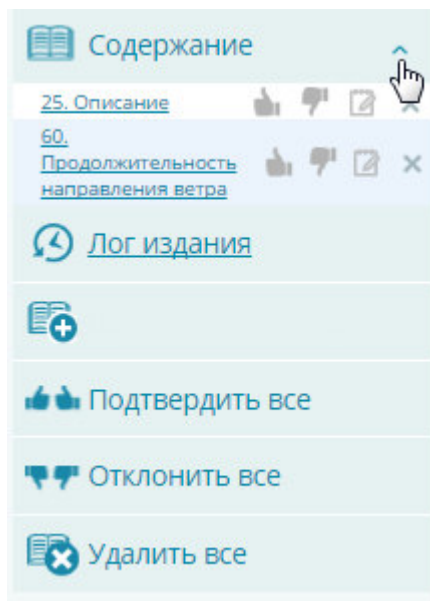 Содержание
25. Описание
60.
Продолжительность
направления ветра
Лог издания
Подтвердить все
Отклонить все
Удалить все